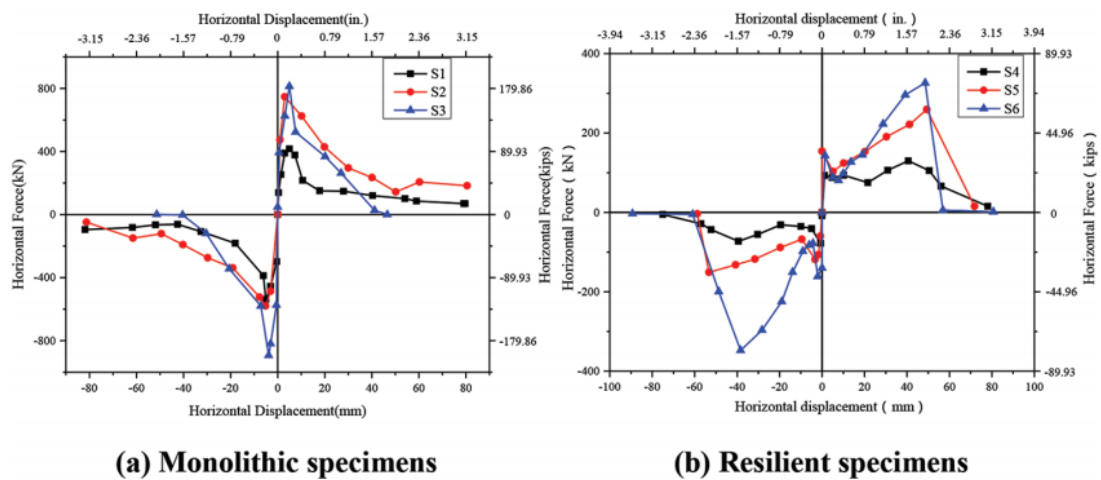 Horizontal Displacement(in.)
-3.15 -2.36 -1.57 -0.79 0 0.79 1.57 2.36 3.15
800
400
0
-400
-800
Horizontal Force(kN)
S1
S2
S3
179.86
89.93
0
-89.93
-179.86
Horizontal Force(kips)
-80 -60 -40 -20 0 20 40 60 80
Horizontal Displacement(mm)
(a) Monolithic specimens
Horizontal displacement ( in. )
-3.94 -3.15 -2.36 -1.57 -0.79 0 0.79 1.57 2.36 3.15 3.94
400
200
0
-200
-400
Horizontal Force ( kN )
S4
S5
S6
89.93
44.96
0
-44.96
-89.93
Horizontal Force ( kips )
-100 -80 -60 -40 -20 0 20 40 60 80 100
Horizontal displacement ( mm )
(b) Resilient specimens